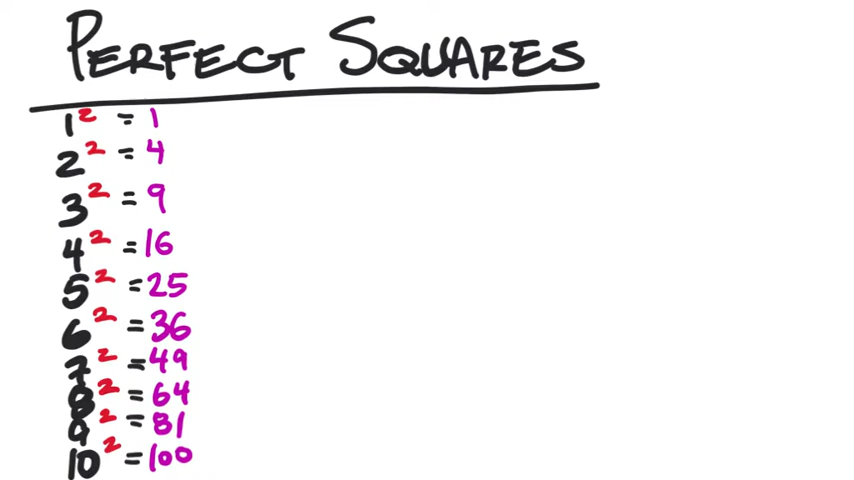 PERFECT SQUARES
1² = 1
2² = 4
3² = 9
4² = 16
5² = 25
6² = 36
7² = 49
8² = 64
9² = 81
10² = 100